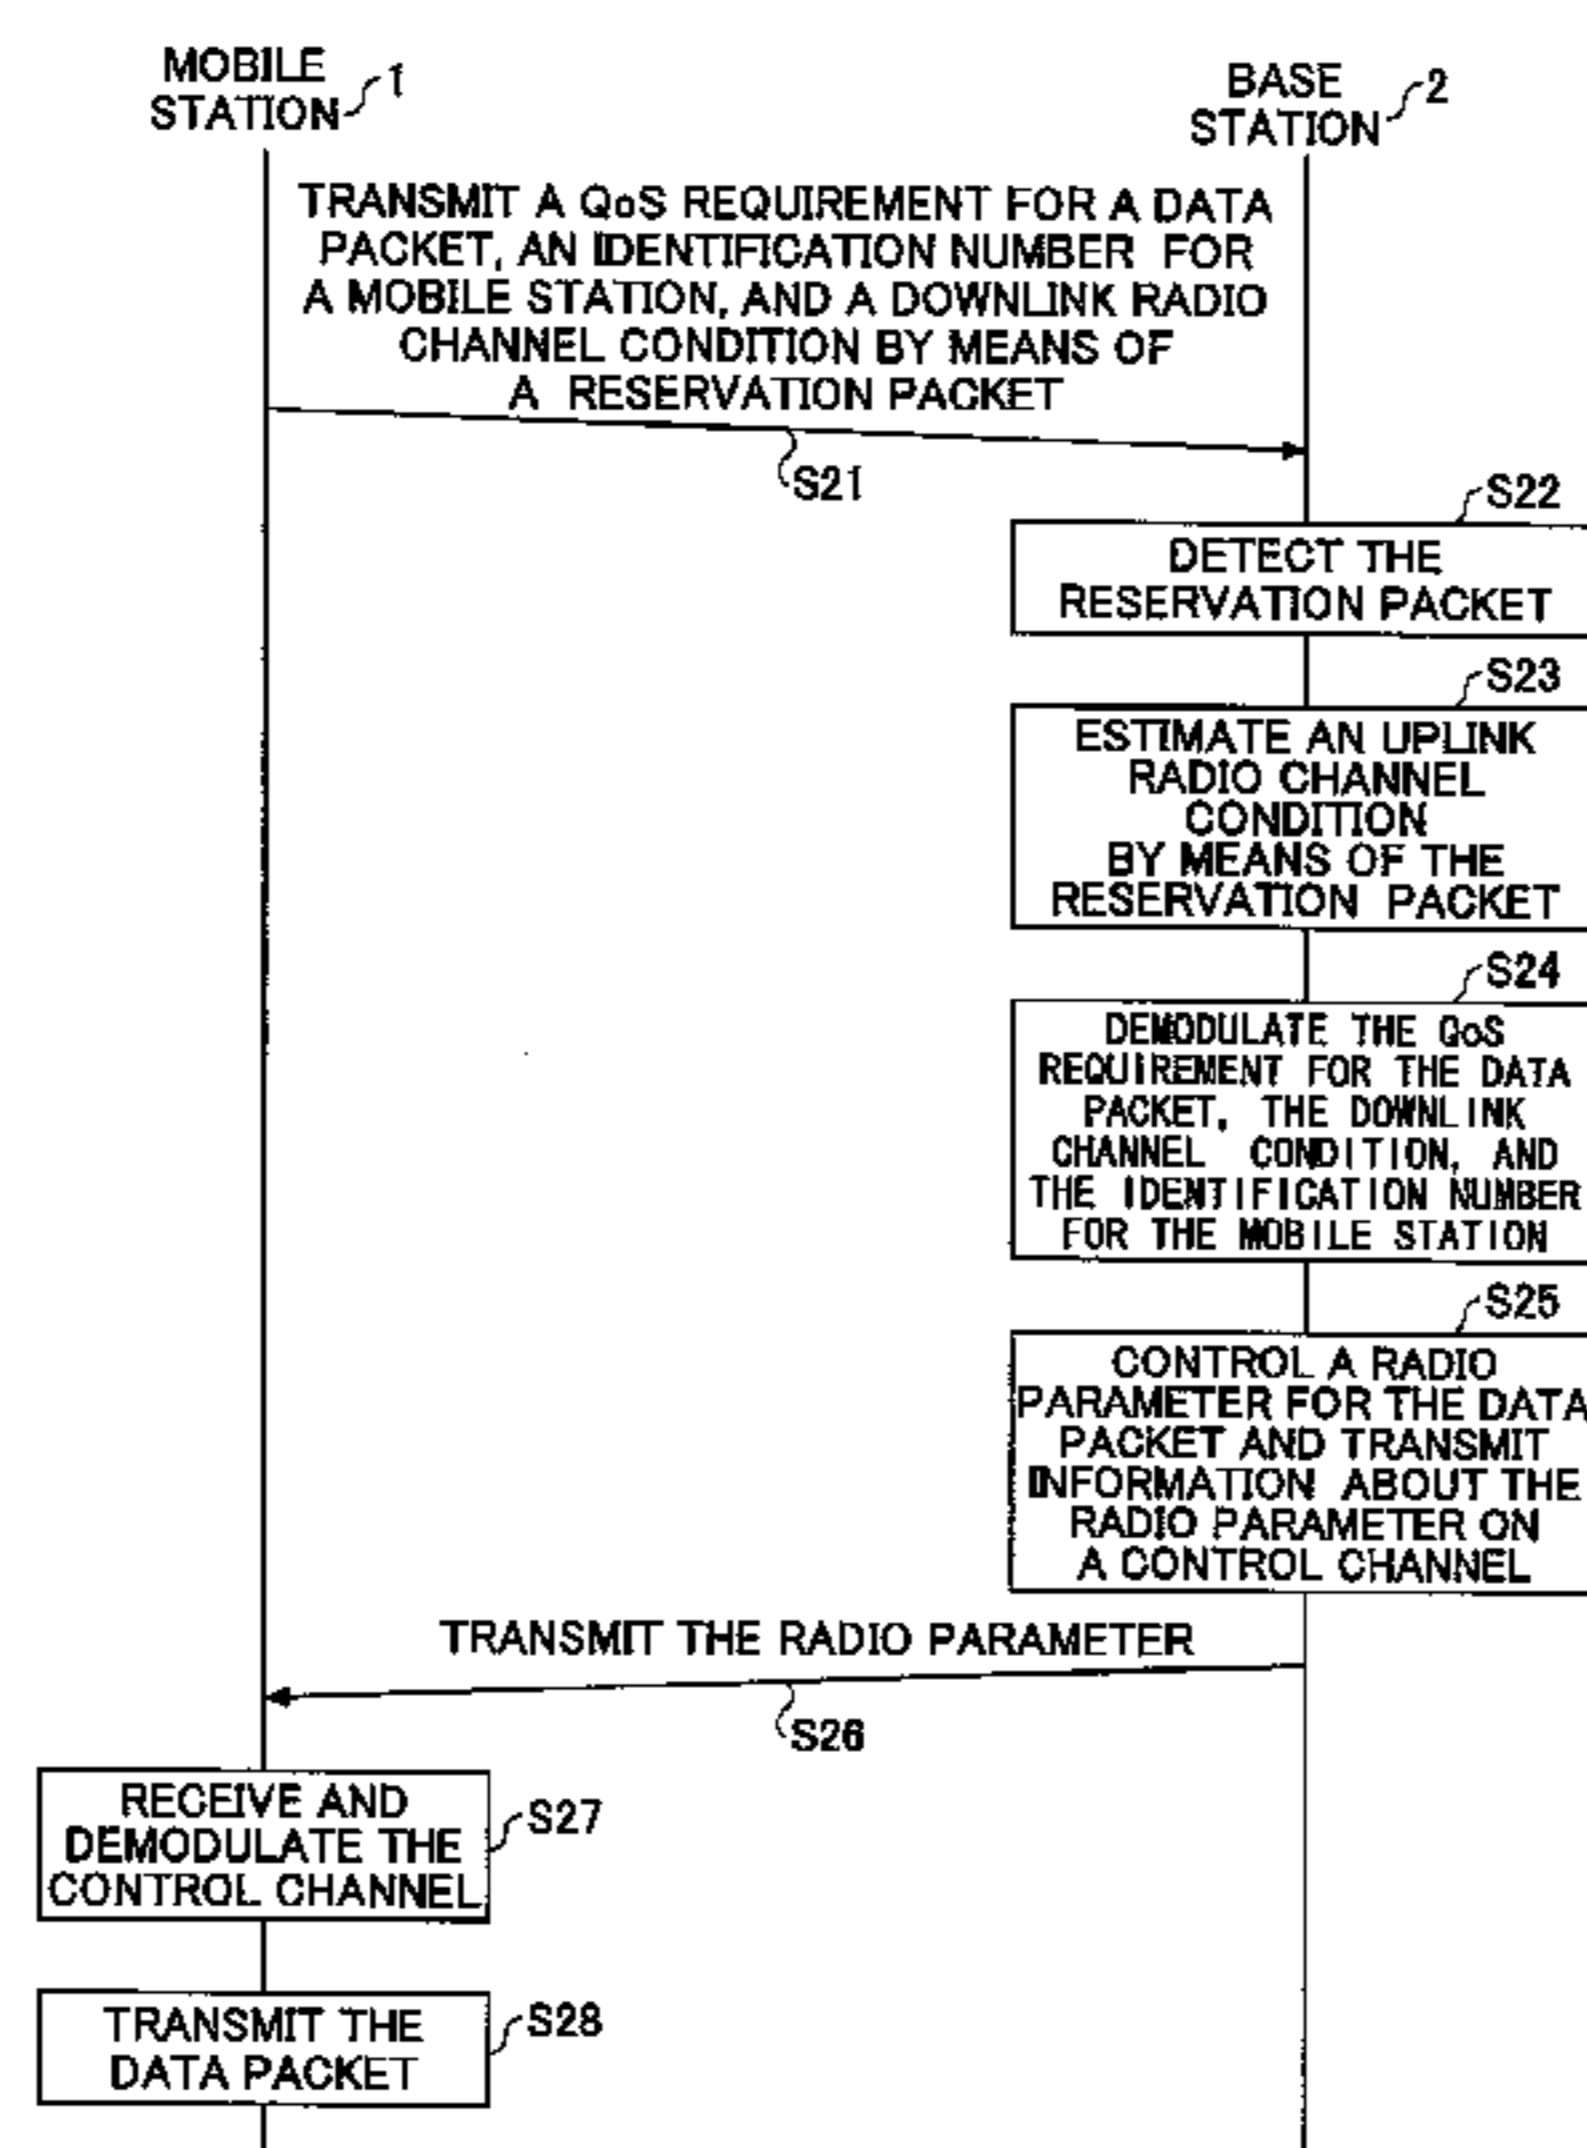 MOBILE
STATION
1
BASE
STATION
2
TRANSMIT A QoS REQUIREMENT FOR A DATA
PACKET, AN IDENTIFICATION NUMBER FOR
A MOBILE STATION, AND A DOWNLINK RADIO
CHANNEL CONDITION BY MEANS OF
A RESERVATION PACKET
S21
S22
DETECT THE
RESERVATION PACKET
S23
ESTIMATE AN UPLINK
RADIO CHANNEL
CONDITION
BY MEANS OF THE
RESERVATION PACKET
S24
DEMODULATE THE QoS
REQUIREMENT FOR THE DATA
PACKET, THE DOWNLINK
CHANNEL CONDITION, AND
THE IDENTIFICATION NUMBER
FOR THE MOBILE STATION
S25
CONTROL A RADIO
PARAMETER FOR THE DATA
PACKET AND TRANSMIT
INFORMATION ABOUT THE
RADIO PARAMETER ON
A CONTROL CHANNEL
TRANSMIT THE RADIO PARAMETER
S26
RECEIVE AND
DEMODULATE THE
CONTROL CHANNEL
S27
TRANSMIT THE
DATA PACKET
S28